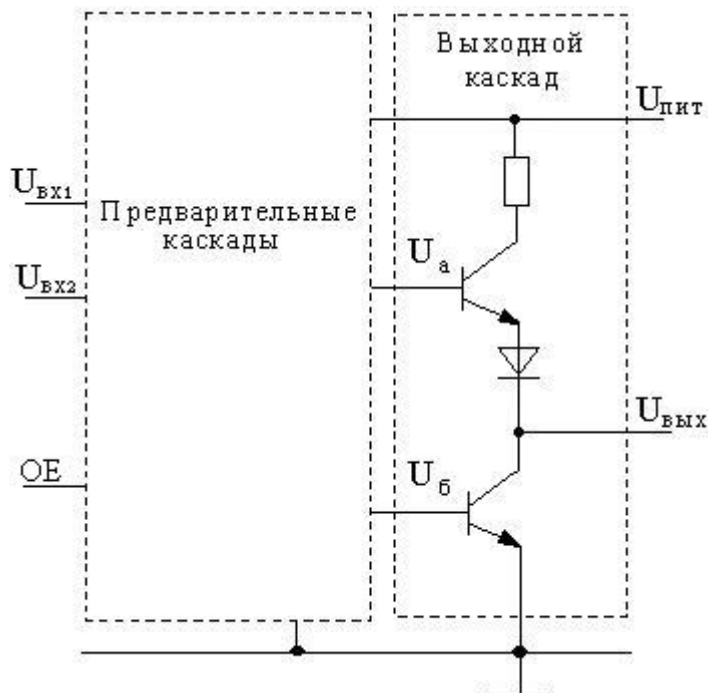 Выходной
каскад
Uпит
Uвх1
Предварительные
каскады
Uа
Uвх2
Uвых
OE
Uб